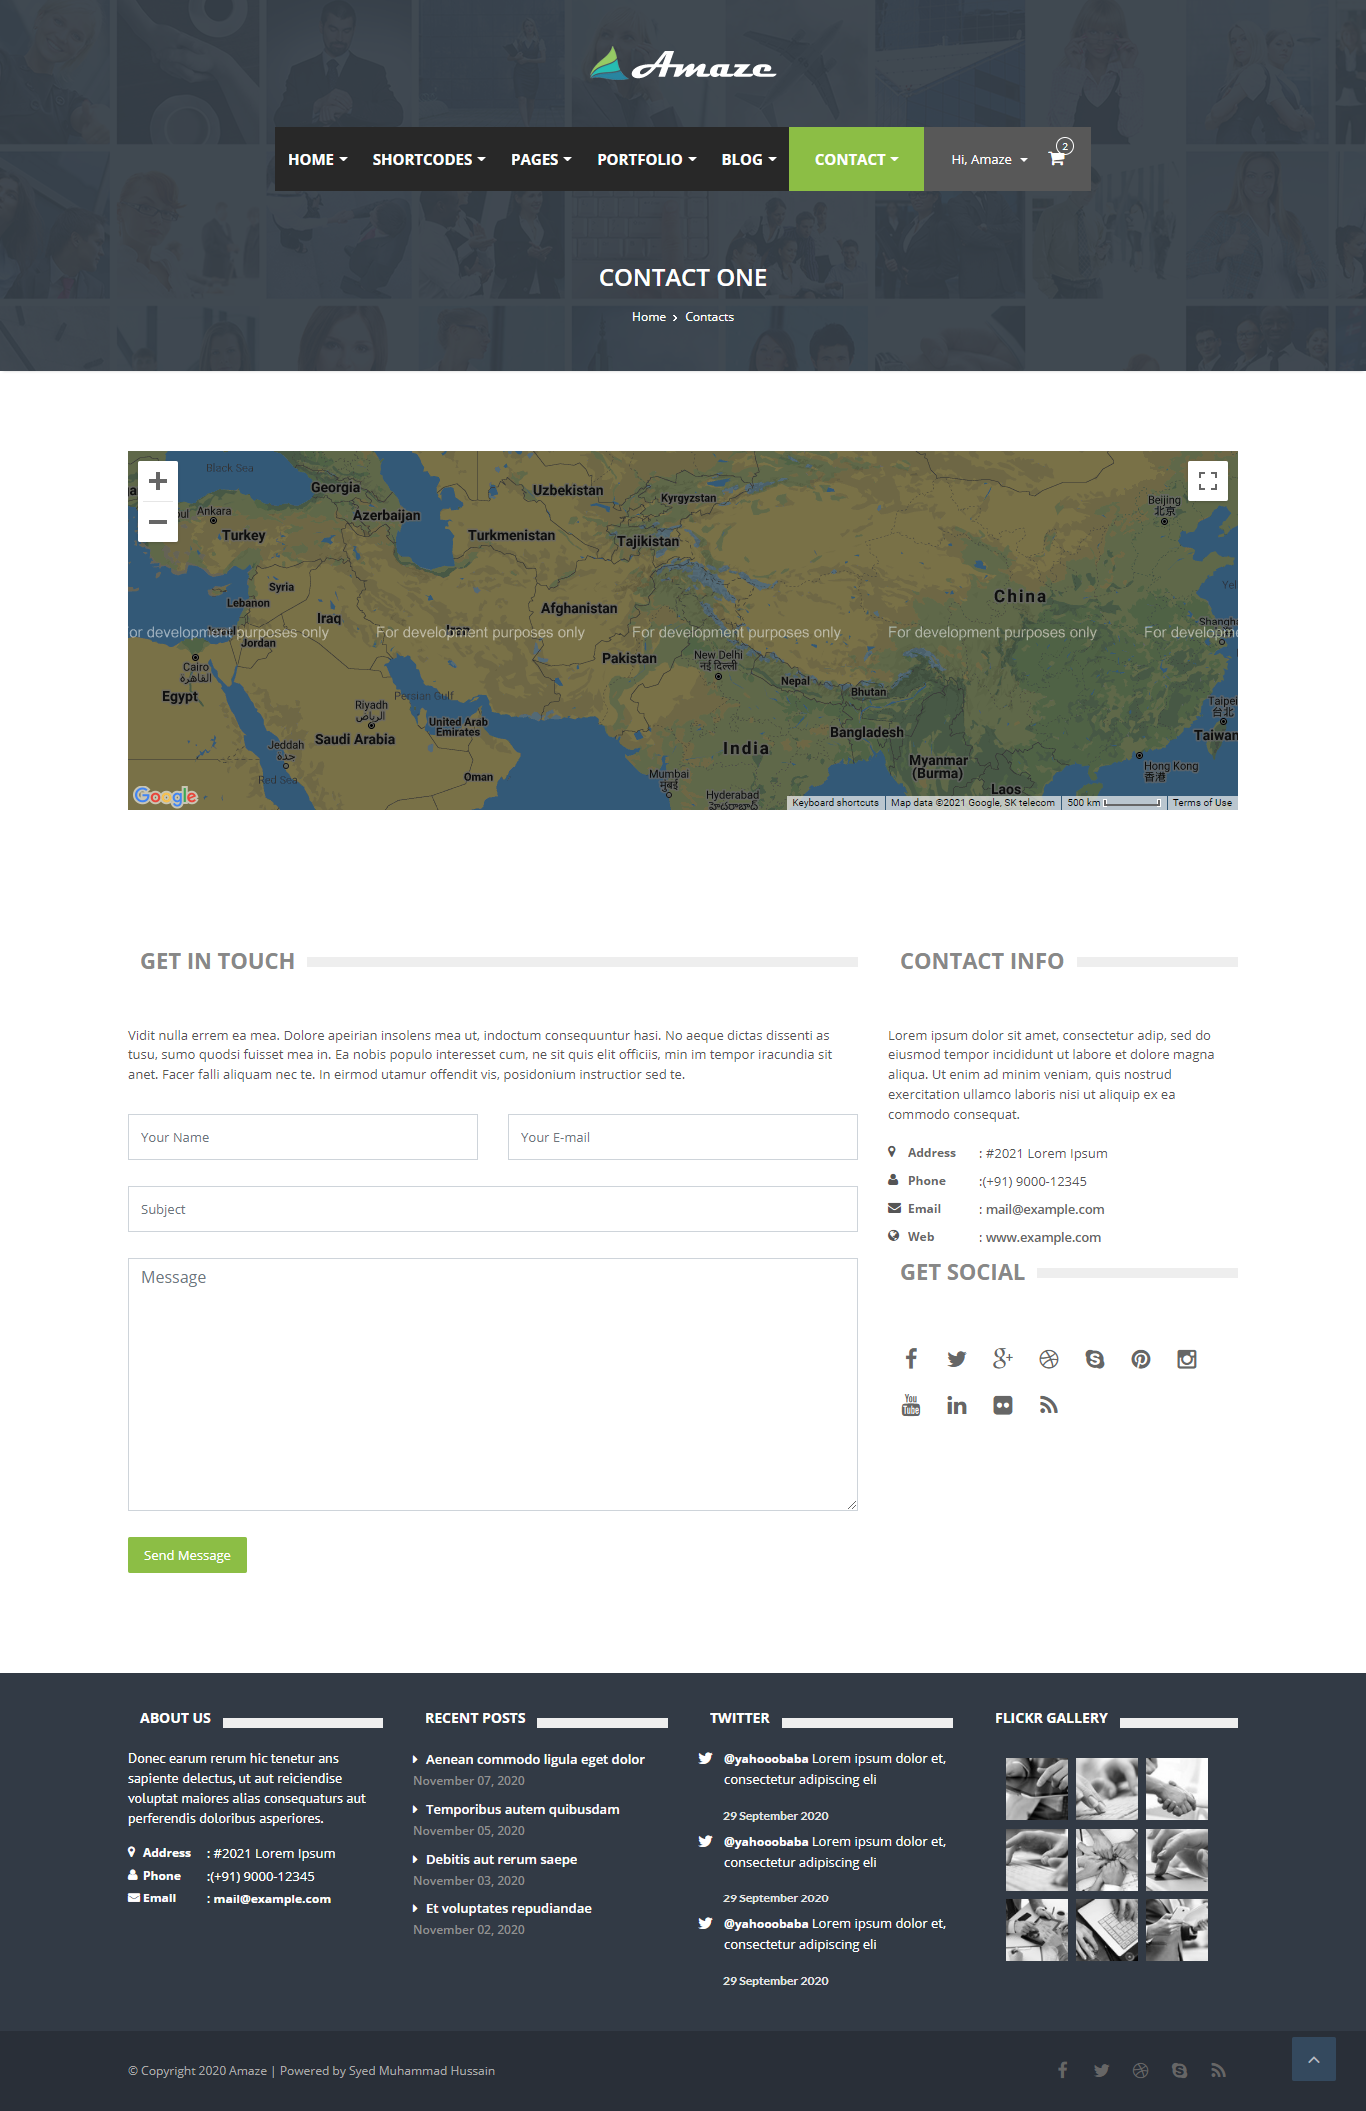 Amaze
HOME SHORTCODES PAGES PORTFOLIO BLOG CONTACT Hi, Amaze 2
CONTACT ONE
Home Contacts
Black Sea
Georgia
Uzbekistan
Kyrgyzstan
Beijing
北京
Ankara
Azerbaijan
Turkey
Turkmenistan
Tajikistan
Syria
Lebanon
Iraq
Afghanistan
China
Israel
Iran
Jordan
For development purposes only
For development purposes only
For development purposes only
Pakistan
New Delhi
नई दिल्ली
Cairo
القاهرة
Egypt
Nepal
Bhutan
Persian Gulf
Riyadh
الرياض
United Arab
Emirates
Saudi Arabia
Jeddah
جدة
Bangladesh
India
Taiwan
Myanmar
(Burma)
Hong Kong
香港
Red Sea
Oman
Mumbai
मुंबई
Hyderabad
Laos
Google
Keyboard shortcuts Map data ©2021 Google, SK telecom 500 km Terms of Use
GET IN TOUCH
Vidit nulla errem ea mea. Dolore apeirian insolens mea ut, indoctum consequuntur hasi. No aeque dictas dissenti as
tusu, sumo quodsi fuisset mea in. Ea nobis populo interesset cum, ne sit quis elit officiis, min im tempor iracundia sit
anet. Facer falli aliquam nec te. In eirmod utamur offendit vis, posidonium instructior sed te.
Your Name
Your E-mail
Subject
Message
Send Message
CONTACT INFO
Lorem ipsum dolor sit amet, consectetur adip, sed do
eiusmod tempor incididunt ut labore et dolore magna
aliqua. Ut enim ad minim veniam, quis nostrud
exercitation ullamco laboris nisi ut aliquip ex ea
commodo consequat.
Address : #2021 Lorem Ipsum
Phone :(+91) 9000-12345
Email : mail@example.com
Web : www.example.com
GET SOCIAL
You
Tube
ABOUT US
Donec earum rerum hic tenetur ans
sapiente delectus, ut aut reiciendise
voluptat maiores alias consequaturs aut
perferendis doloribus asperiores.
Address : #2021 Lorem Ipsum
Phone :(+91) 9000-12345
Email : mail@example.com
RECENT POSTS
Aenean commodo ligula eget dolor
November 07, 2020
Temporibus autem quibusdam
November 05, 2020
Debitis aut rerum saepe
November 03, 2020
Et voluptates repudiandae
November 02, 2020
TWITTER
@yahooobaba Lorem ipsum dolor et,
consectetur adipiscing eli
29 September 2020
@yahooobaba Lorem ipsum dolor et,
consectetur adipiscing eli
29 September 2020
@yahooobaba Lorem ipsum dolor et,
consectetur adipiscing eli
29 September 2020
FLICKR GALLERY
© Copyright 2020 Amaze | Powered by Syed Muhammad Hussain